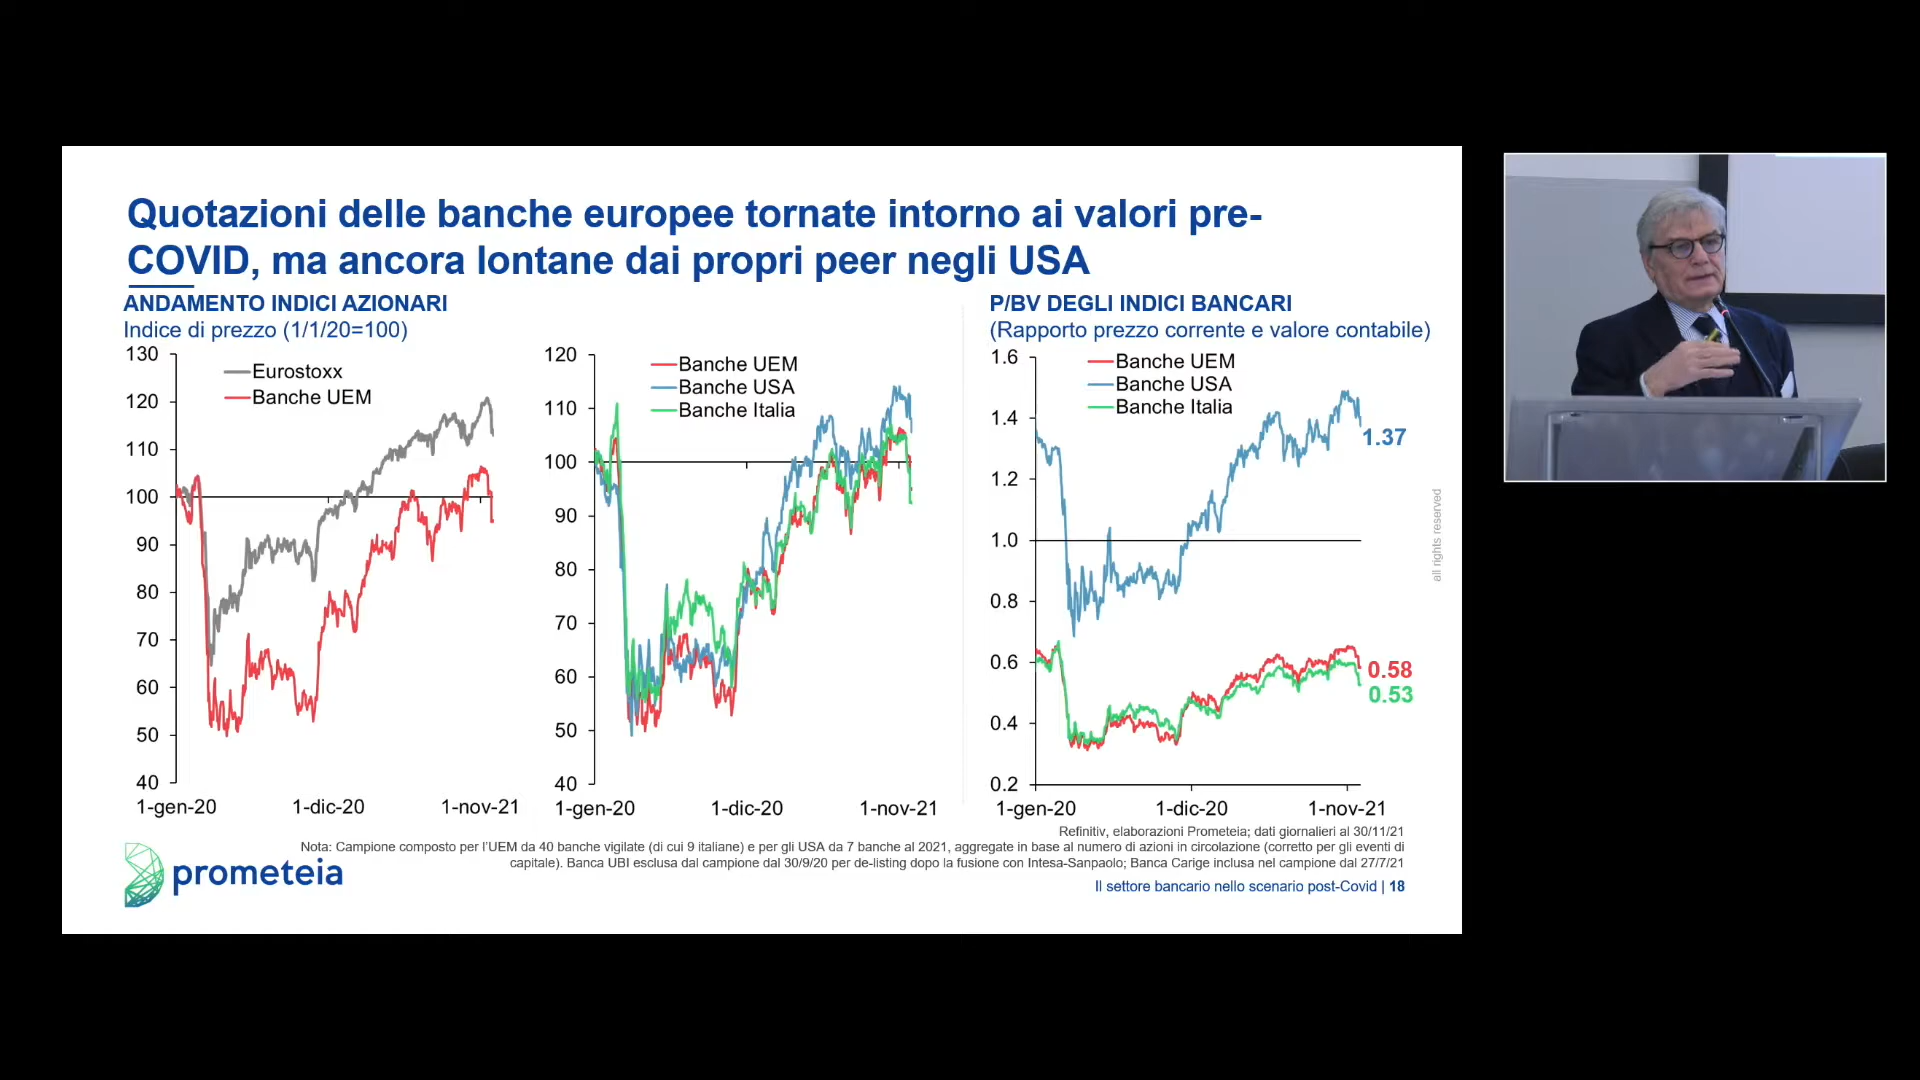 Quotazioni delle banche europee tornate intorno ai valori pre-
COVID, ma ancora lontane dai propri peer negli USA
ANDAMENTO INDICI AZIONARI
Indice di prezzo (1/1/20=100)
130
120
110
100
90
80
70
60
50
40
Eurostoxx
Banche UEM
1-gen-20
1-dic-20
1-nov-21
120
110
100
90
80
70
60
50
40
Banche UEM
Banche USA
Banche Italia
1-gen-20
1-dic-20
1-nov-21
P/BV DEGLI INDICI BANCARI
(Rapporto prezzo corrente e valore contabile)
1.6
1.4
1.2
1.0
0.8
0.6
0.4
0.2
Banche UEM
Banche USA
Banche Italia
1.37
0.58
0.53
1-gen-20
1-dic-20
1-nov-21
all rights reserved
Refinitiv, elaborazioni Prometeia; dati giornalieri al 30/11/21
Nota: Campione composto per l'UEM da 40 banche vigilate (di cui 9 italiane) e per gli USA da 7 banche al 2021, aggregate in base al numero di azioni in circolazione (corretto per gli eventi di
capitale). Banca UBI esclusa dal campione dal 30/9/20 per de-listing dopo la fusione con Intesa-Sanpaolo; Banca Carige inclusa nel campione dal 27/7/21
prometeia
Il settore bancario nello scenario post-Covid | 18